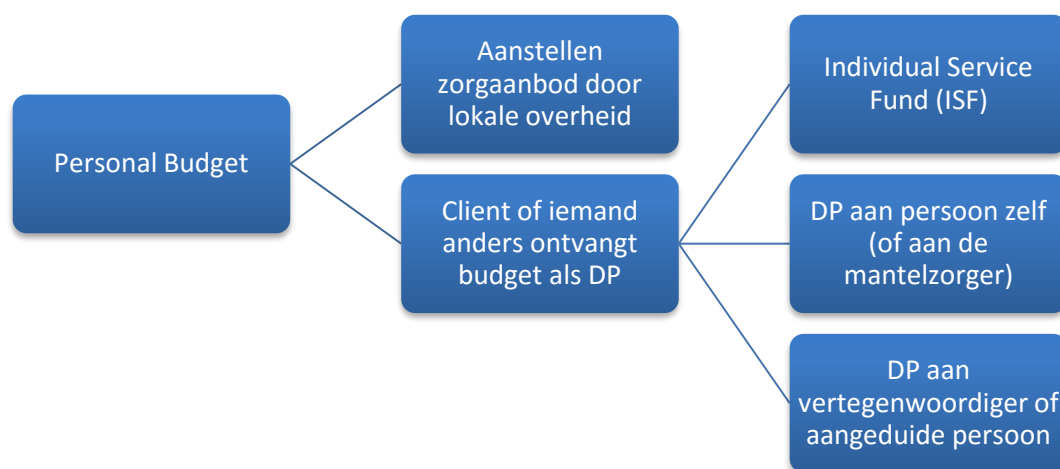 Personal Budget
Aanstellen
zorgaanbod door
lokale overheid
Client of iemand
anders ontvangt
budget als DP
Individual Service
Fund (ISF)
DP aan persoon zelf
(of aan de
mantelzorger)
DP aan
vertegenwoordiger of
aangeduide persoon